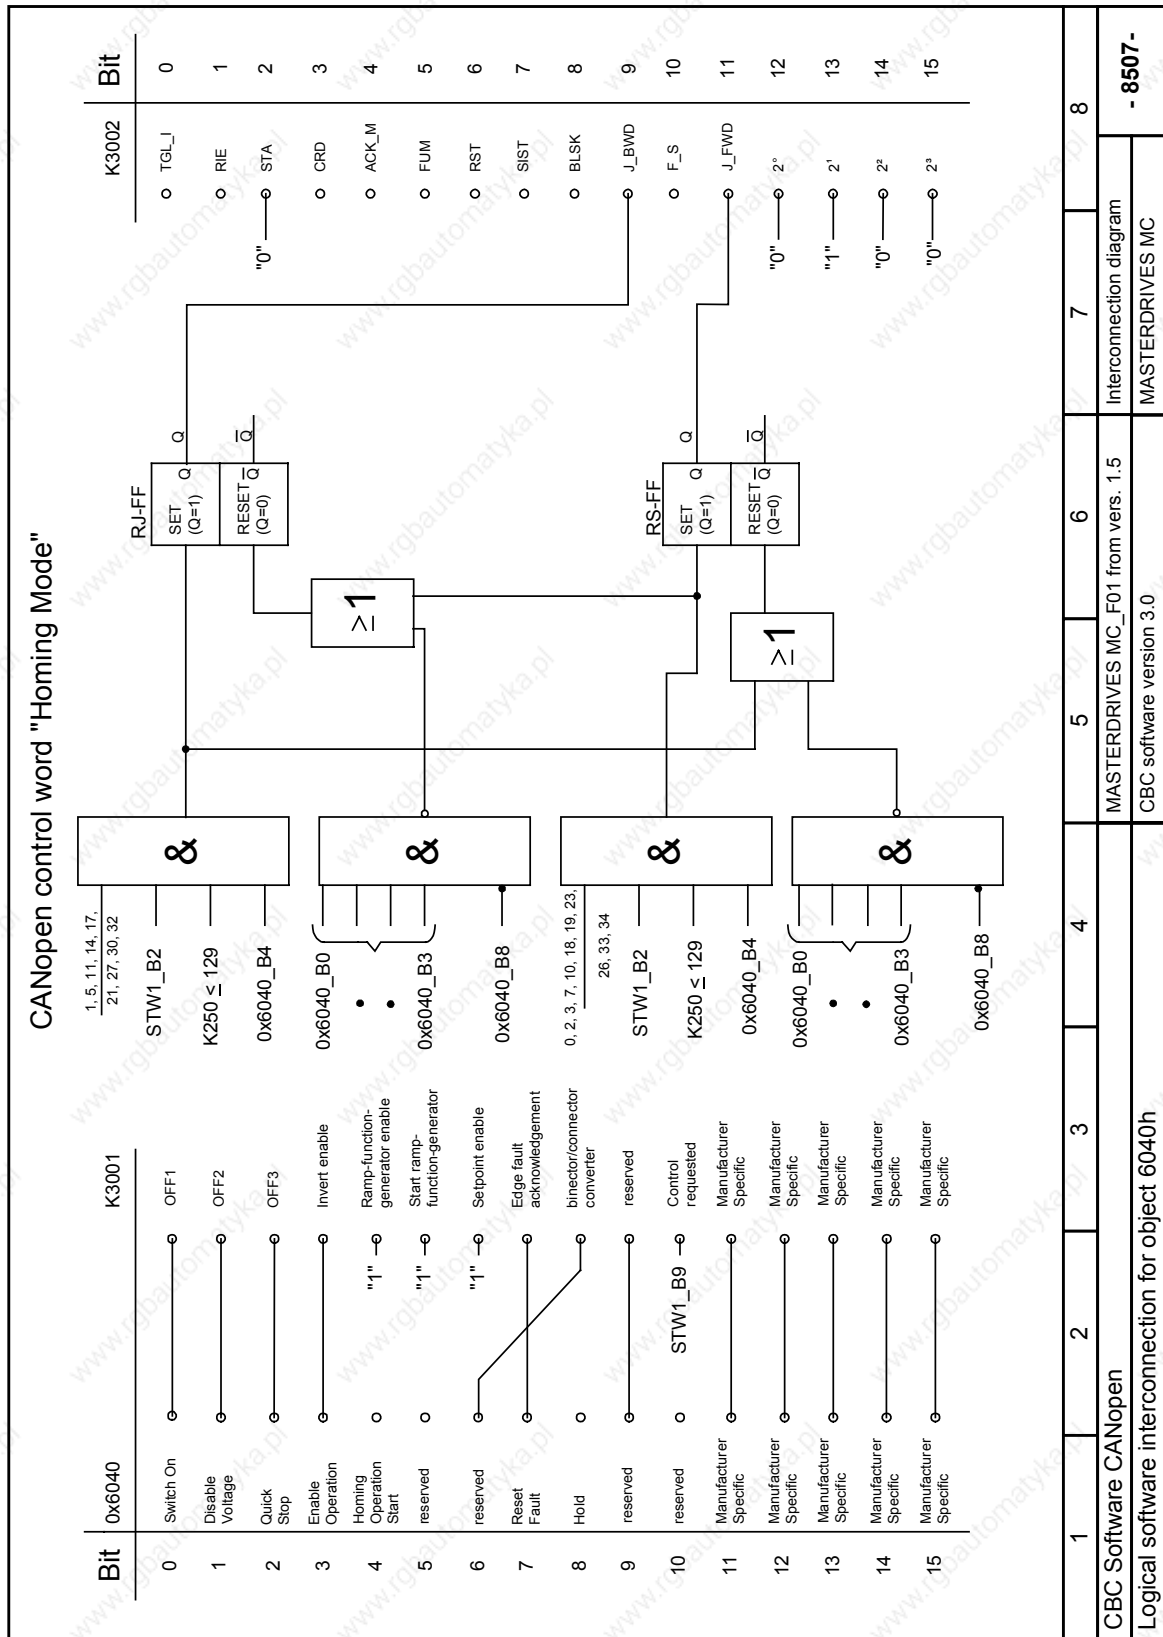 CANopen control word "Homing Mode"
Bit 0x6040 K3001
0 Switch On OFF1
1 Disable Voltage OFF2
2 Quick Stop OFF3
3 Enable Operation Invert enable
4 Homing Operation Start "1" Ramp-function-generator enable
5 reserved "1" Start ramp-function-generator
6 reserved "1" Setpoint enable
7 Reset Fault Edge fault acknowledgement
8 Hold binector/connector converter
9 reserved reserved
10 reserved STW1_B9 Control requested
11 Manufacturer Specific Manufacturer Specific
12 Manufacturer Specific Manufacturer Specific
13 Manufacturer Specific Manufacturer Specific
14 Manufacturer Specific Manufacturer Specific
15 Manufacturer Specific Manufacturer Specific
1, 5, 11, 14, 17,
21, 27, 30, 32
STW1_B2
K250 ≤ 129
0x6040_B4
&
0x6040_B0
0x6040_B3
0x6040_B8
&
0, 2, 3, 7, 10, 18, 19, 23,
26, 33, 34
STW1_B2
K250 ≤ 129
0x6040_B4
&
0x6040_B0
0x6040_B3
0x6040_B8
&
≥1
≥1
RJ-FF
SET Q
(Q=1)
RESET Q̅
(Q=0)
Q
Q̅
RS-FF
SET Q
(Q=1)
RESET Q̅
(Q=0)
Q
Q̅
K3002 Bit
TGL_I 0
RIE 1
"0" STA 2
CRD 3
ACK_M 4
FUM 5
RST 6
SIST 7
BLSK 8
J_BWD 9
F_S 10
J_FWD 11
"0" 2° 12
"1" 2¹ 13
"0" 2² 14
"0" 2³ 15
1 2 3 4 5 6 7 8
CBC Software CANopen MASTERDRIVES MC_F01 from vers. 1.5 Interconnection diagram - 8507-
Logical software interconnection for object 6040h CBC software version 3.0 MASTERDRIVES MC
www.rgbautomatyka.pl